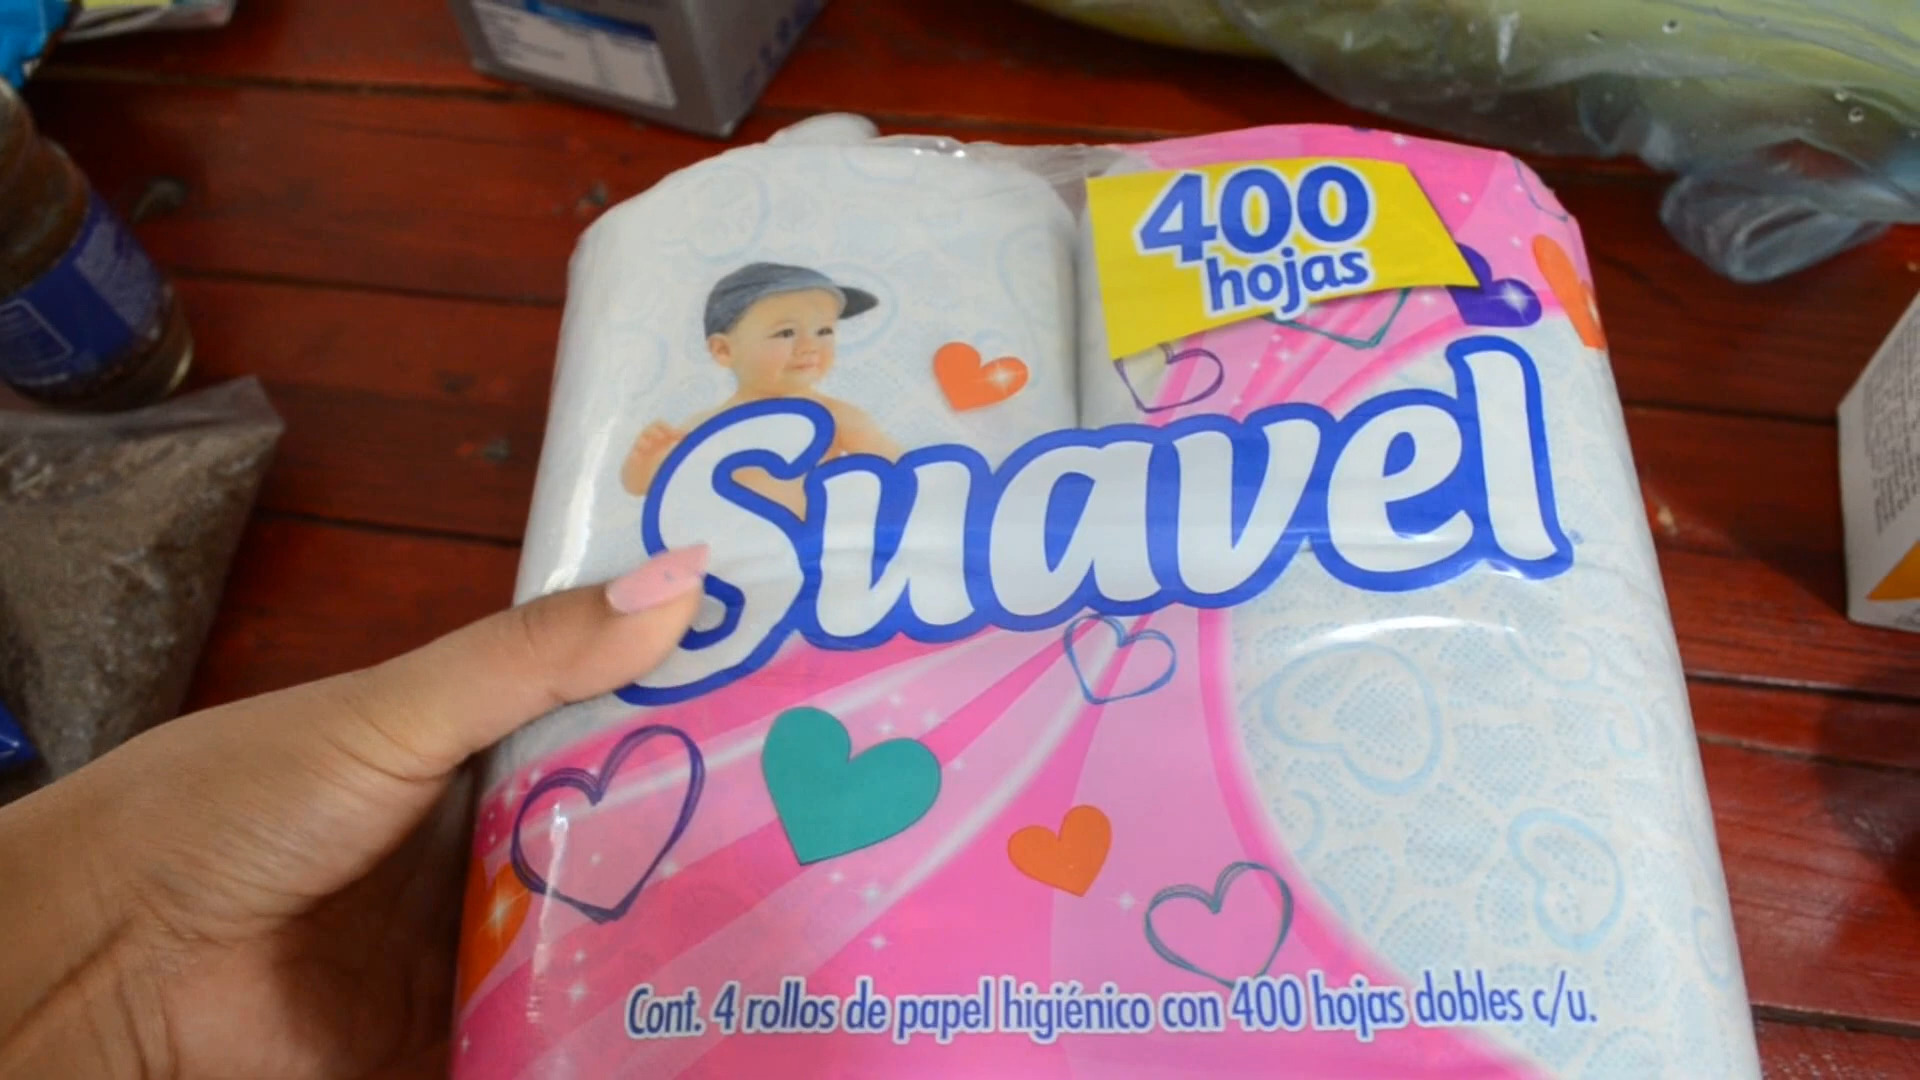 400
hojas
Suavel
Cont. 4 rollos de papel higiénico con 400 hojas dobles c/u.